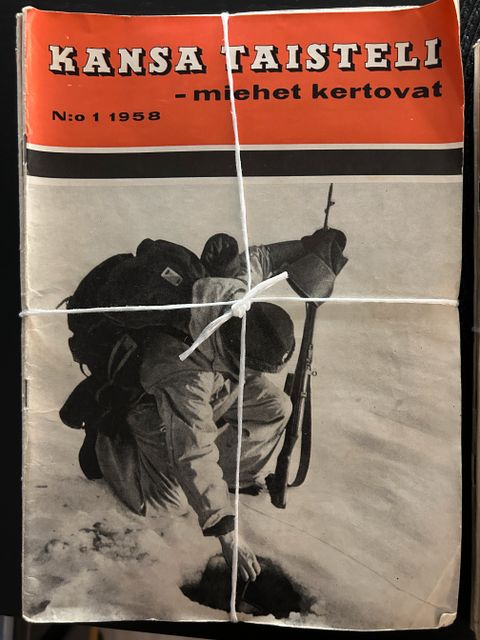 KANSA TAISTELI
- miehet kertovat
N:o 1 1958